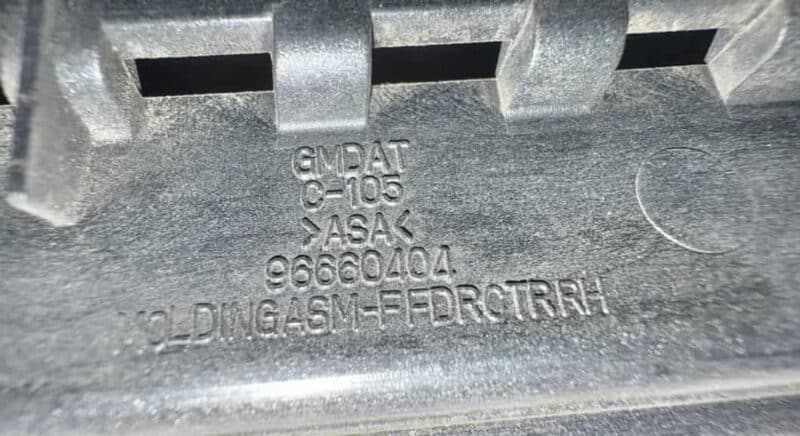 GMDAT
C-105
>ASA<
96660404
MOLDINGASM-FFDRCTRRH